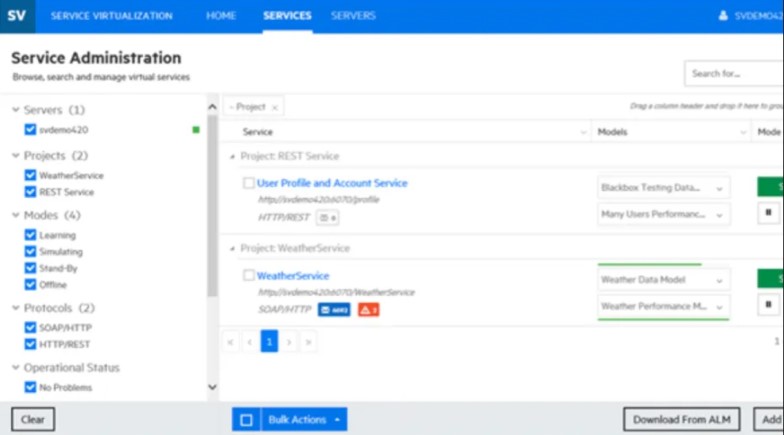 SV SERVICE VIRTUALIZATION HOME SERVICES SERVERS SVDEMO42
Service Administration
Browse, search and manage virtual services
Search for...
Servers (1)
svdemo420
Projects (2)
WeatherService
REST Service
Modes (4)
Learning
Simulating
Stand-By
Offline
Protocols (2)
SOAP/HTTP
HTTP/REST
Operational Status
No Problems
Clear
- Project ×
Drag a column header and drop it here to grou
Service Models Mode
Project: REST Service
User Profile and Account Service
http://svdemo420:6070/profile
HTTP/REST 0
Blackbox Testing Data...
Many Users Performanc...
S
Project: WeatherService
WeatherService
http://svdemo420:6070/WeatherService
SOAP/HTTP
Weather Data Model
Weather Performance M...
S
1
1
Bulk Actions
Download From ALM
Add